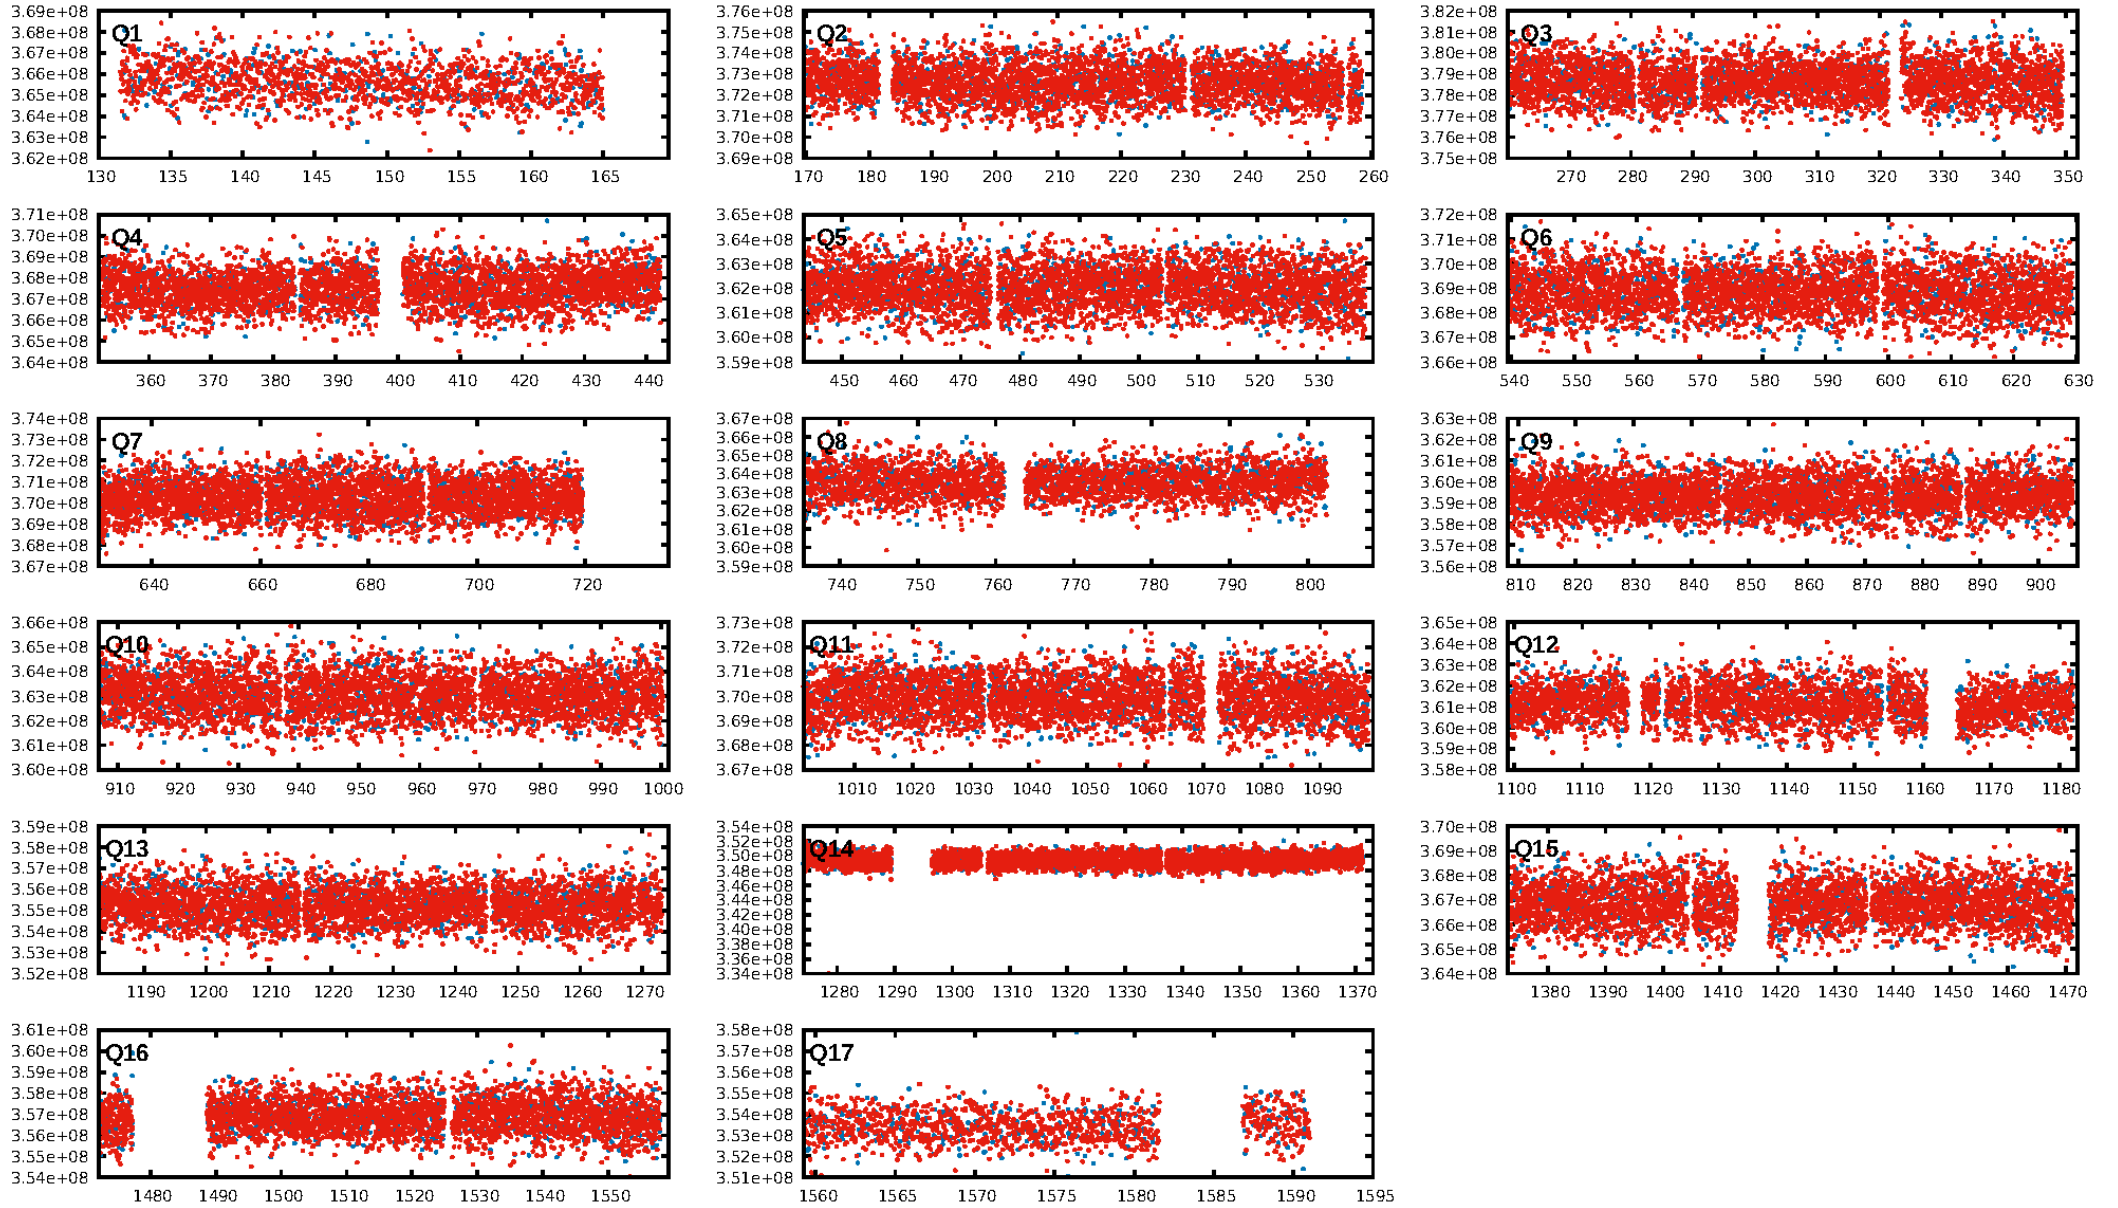 3.69e+08
3.68e+08
3.67e+08
3.66e+08
3.65e+08
3.64e+08
3.63e+08
3.62e+08
Q1
130 135 140 145 150 155 160 165
3.76e+08
3.75e+08
3.74e+08
3.73e+08
3.72e+08
3.71e+08
3.70e+08
3.69e+08
Q2
170 180 190 200 210 220 230 240 250 260
3.82e+08
3.81e+08
3.80e+08
3.79e+08
3.78e+08
3.77e+08
3.76e+08
3.75e+08
Q3
270 280 290 300 310 320 330 340 350
3.71e+08
3.70e+08
3.69e+08
3.68e+08
3.67e+08
3.66e+08
3.65e+08
3.64e+08
Q4
360 370 380 390 400 410 420 430 440
3.65e+08
3.64e+08
3.63e+08
3.62e+08
3.61e+08
3.60e+08
3.59e+08
Q5
450 460 470 480 490 500 510 520 530
3.72e+08
3.71e+08
3.70e+08
3.69e+08
3.68e+08
3.67e+08
3.66e+08
Q6
540 550 560 570 580 590 600 610 620 630
3.74e+08
3.73e+08
3.72e+08
3.71e+08
3.70e+08
3.69e+08
3.68e+08
3.67e+08
Q7
640 660 680 700 720
3.67e+08
3.66e+08
3.65e+08
3.64e+08
3.63e+08
3.62e+08
3.61e+08
3.60e+08
3.59e+08
Q8
740 750 760 770 780 790 800
3.63e+08
3.62e+08
3.61e+08
3.60e+08
3.59e+08
3.58e+08
3.57e+08
3.56e+08
Q9
810 820 830 840 850 860 870 880 890 900
3.66e+08
3.65e+08
3.64e+08
3.63e+08
3.62e+08
3.61e+08
3.60e+08
Q10
910 920 930 940 950 960 970 980 990 1000
3.73e+08
3.72e+08
3.71e+08
3.70e+08
3.69e+08
3.68e+08
3.67e+08
Q11
1010 1020 1030 1040 1050 1060 1070 1080 1090
3.65e+08
3.64e+08
3.63e+08
3.62e+08
3.61e+08
3.60e+08
3.59e+08
3.58e+08
Q12
1100 1110 1120 1130 1140 1150 1160 1170 1180
3.59e+08
3.58e+08
3.57e+08
3.56e+08
3.55e+08
3.54e+08
3.53e+08
3.52e+08
Q13
1190 1200 1210 1220 1230 1240 1250 1260 1270
3.54e+08
3.52e+08
3.50e+08
3.48e+08
3.46e+08
3.44e+08
3.42e+08
3.40e+08
3.38e+08
3.36e+08
3.34e+08
Q14
1280 1290 1300 1310 1320 1330 1340 1350 1360 1370
3.70e+08
3.69e+08
3.68e+08
3.67e+08
3.66e+08
3.65e+08
3.64e+08
Q15
1380 1390 1400 1410 1420 1430 1440 1450 1460 1470
3.61e+08
3.60e+08
3.59e+08
3.58e+08
3.57e+08
3.56e+08
3.55e+08
3.54e+08
Q16
1480 1490 1500 1510 1520 1530 1540 1550
3.58e+08
3.57e+08
3.56e+08
3.55e+08
3.54e+08
3.53e+08
3.52e+08
3.51e+08
Q17
1560 1565 1570 1575 1580 1585 1590 1595